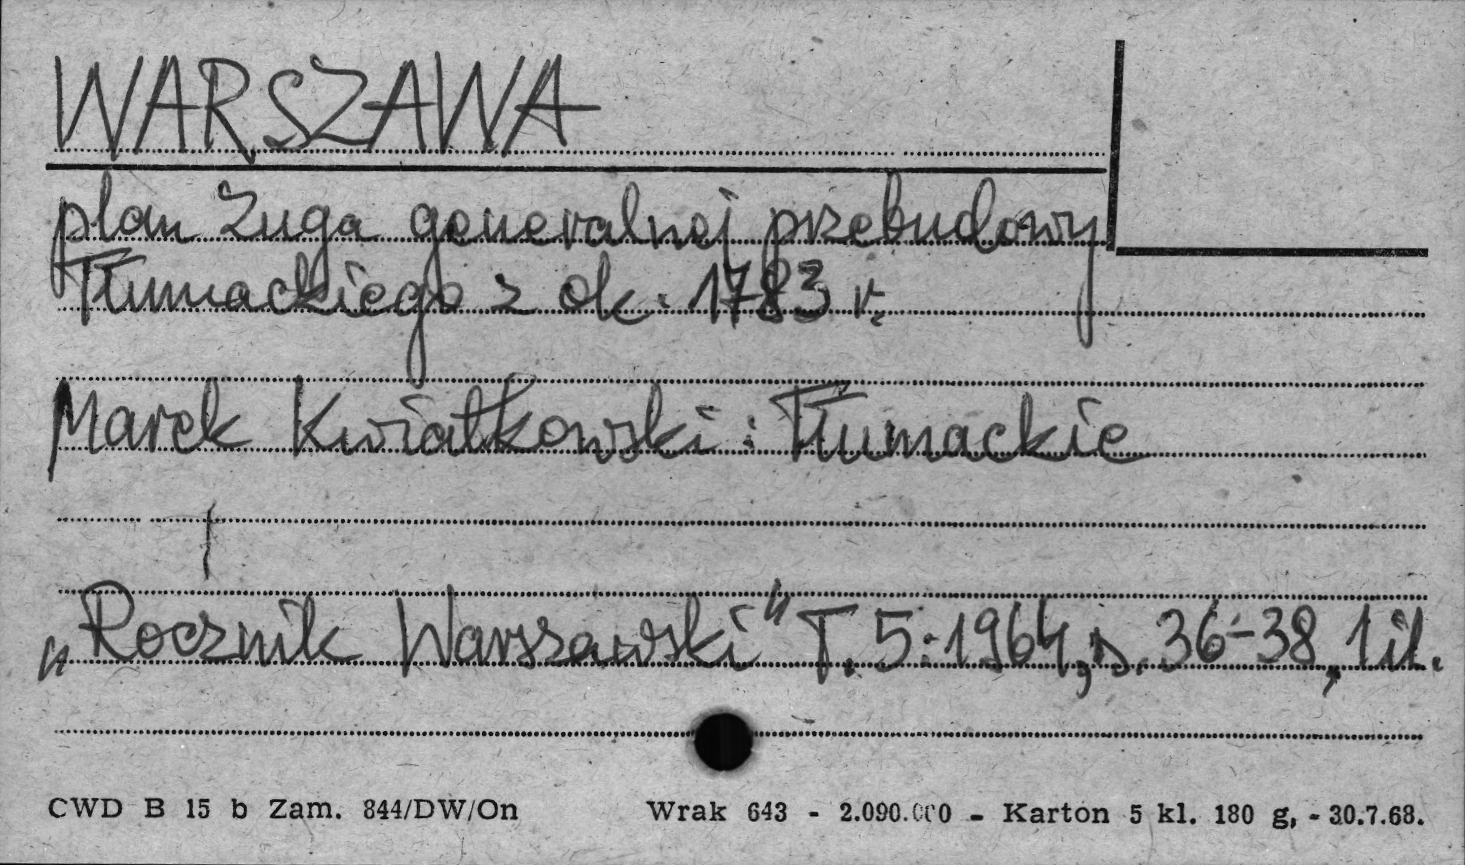 WARSZAWA
plan Zuga generalnej przebudowy
Tłumackiego z ok. 1783 r.
Marek Kwiatkowski: Tłumackie
„Rocznik Warszawski" T. 5:1964, s. 36-38, 1 il.
CWD B 15 b Zam. 844/DW/On Wrak 643 - 2.090.000 - Karton 5 kl. 180 g, - 30.7.68.